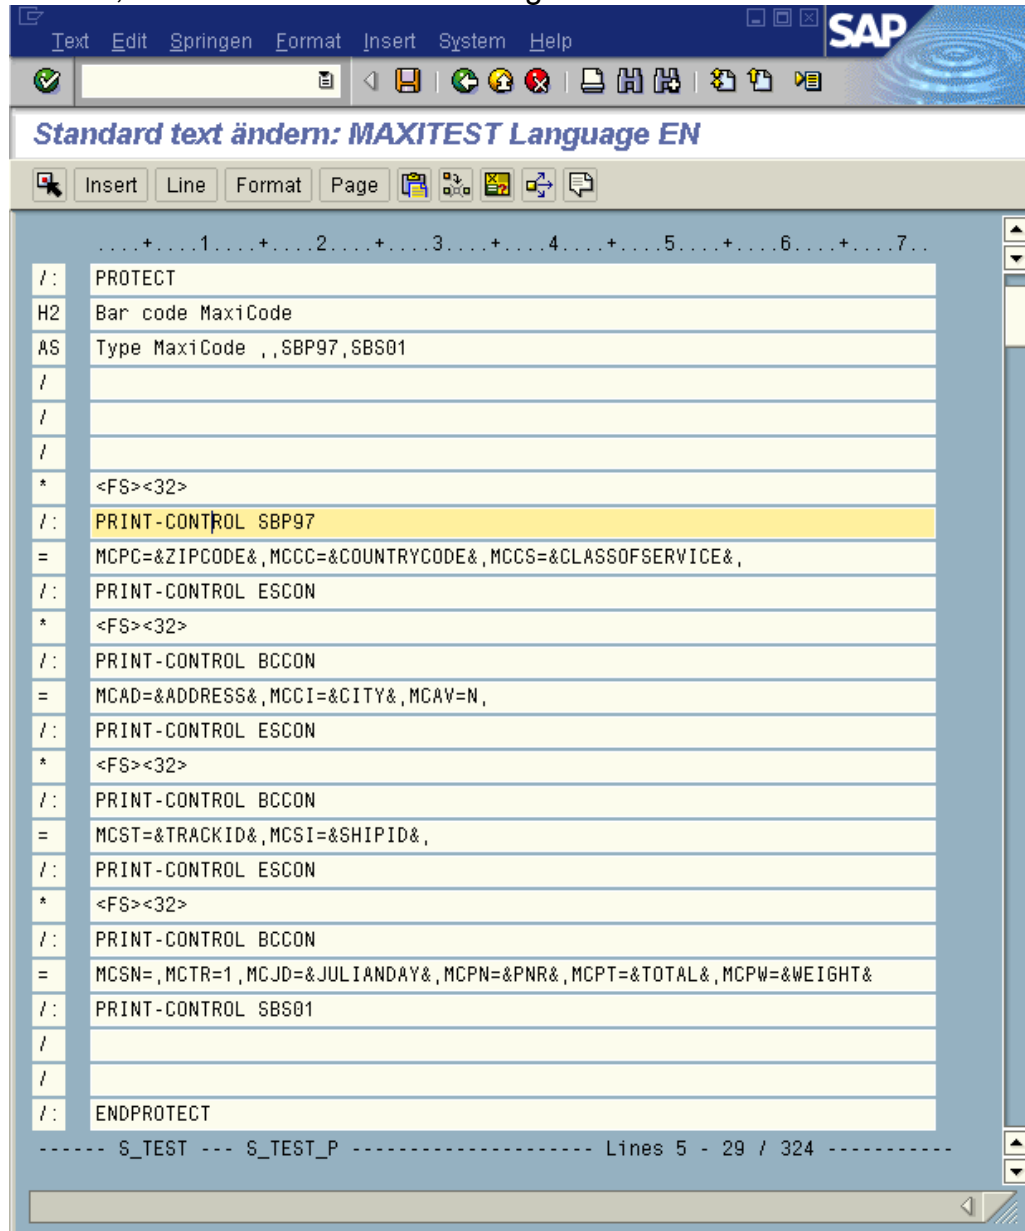 Text Edit Springen Format Insert System Help
SAP
Standard text ändern: MAXITEST Language EN
Insert Line Format Page
....+....1....+....2....+....3....+....4....+....5....+....6....+....7..
/: PROTECT
H2 Bar code MaxiCode
AS Type MaxiCode ,,SBP97,SBS01
/
/
/
* <FS><32>
/: PRINT-CONTROL SBP97
= MCPC=&ZIPCODE&,MCCC=&COUNTRYCODE&,MCCS=&CLASSOFSERVICE&,
/: PRINT-CONTROL ESCON
* <FS><32>
/: PRINT-CONTROL BCCON
= MCAD=&ADDRESS&,MCCI=&CITY&,MCAV=N,
/: PRINT-CONTROL ESCON
* <FS><32>
/: PRINT-CONTROL BCCON
= MCST=&TRACKID&,MCSI=&SHIPID&,
/: PRINT-CONTROL ESCON
* <FS><32>
/: PRINT-CONTROL BCCON
= MCSN=,MCTR=1,MCJD=&JULIANDAY&,MCPN=&PNR&,MCPT=&TOTAL&,MCPW=&WEIGHT&
/: PRINT-CONTROL SBS01
/
/
/: ENDPROTECT
------ S_TEST --- S_TEST_P --------------------- Lines 5 - 29 / 324 -----------